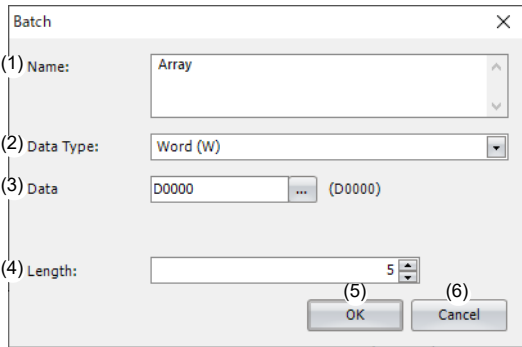 Batch
(1) Name: Array
(2) Data Type: Word (W)
(3) Data D0000 ... (D0000)
(4) Length: 5
(5) (6)
OK Cancel